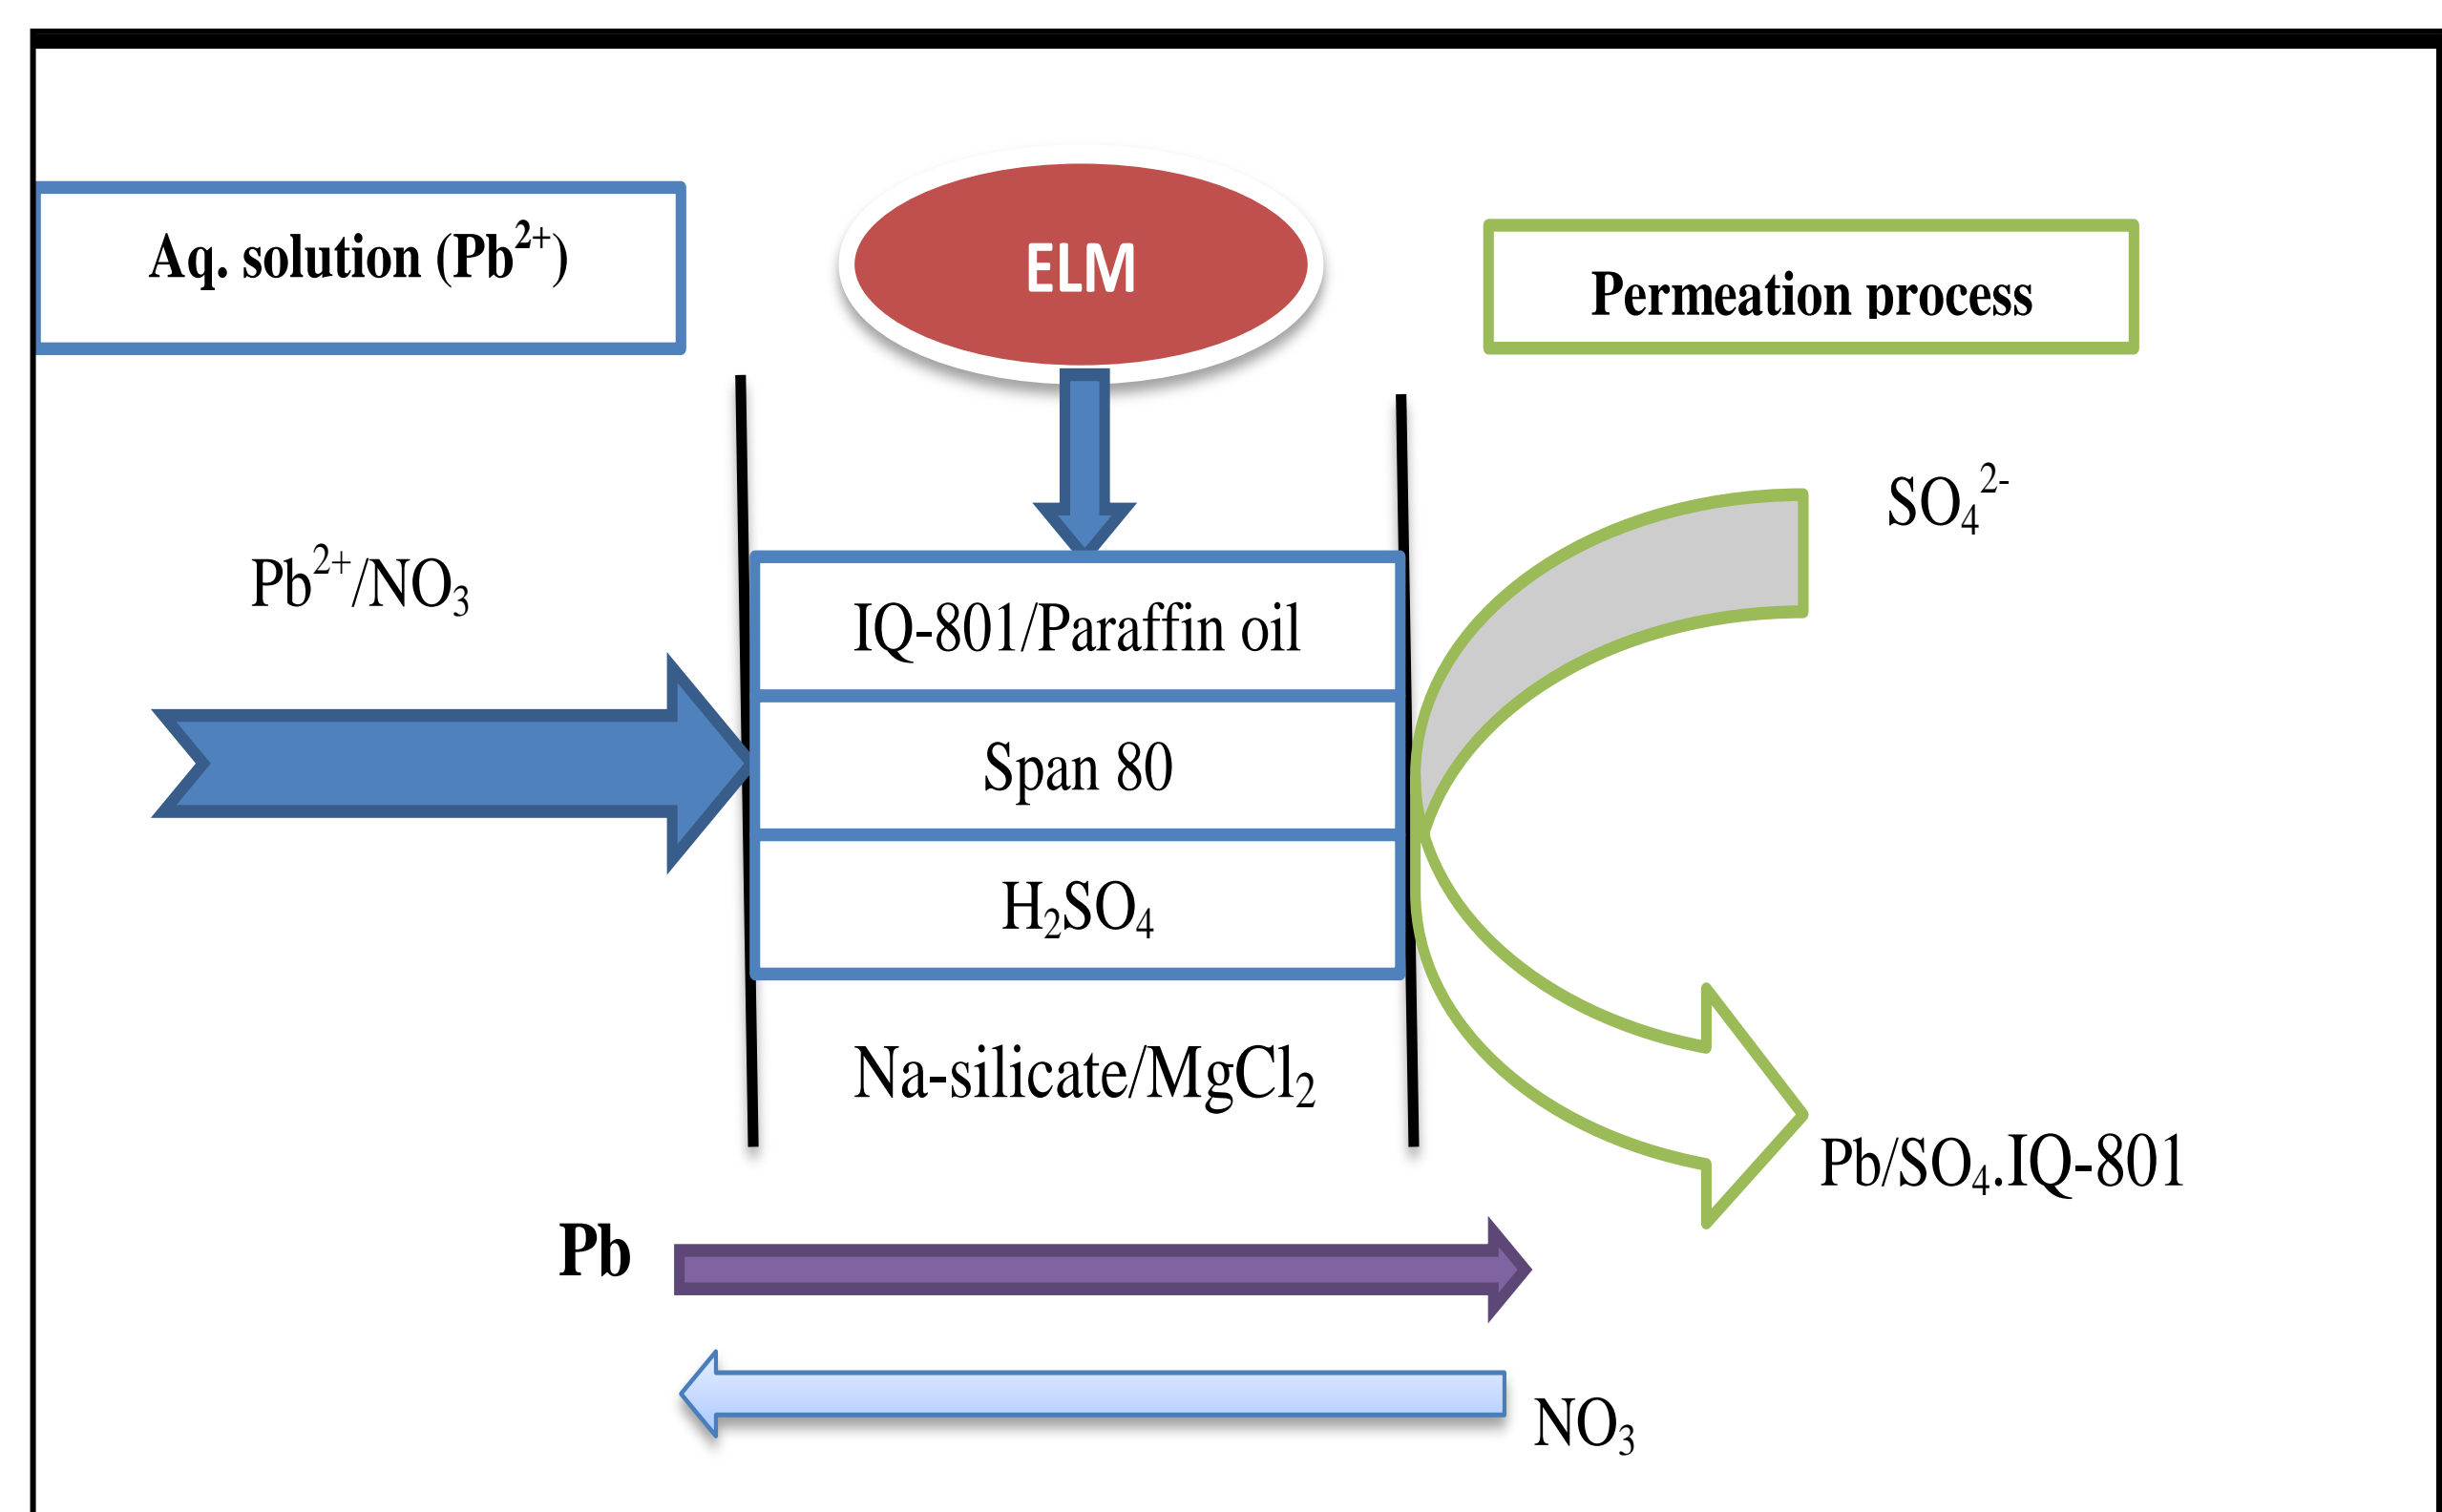 Aq. solution (Pb²⁺)
ELM
Permeation process
SO₄²⁻
Pb²⁺/NO₃
IQ-801/Paraffin oil
Span 80
H₂SO₄
Na-silicate/MgCl₂
Pb/SO₄.IQ-801
Pb
NO₃